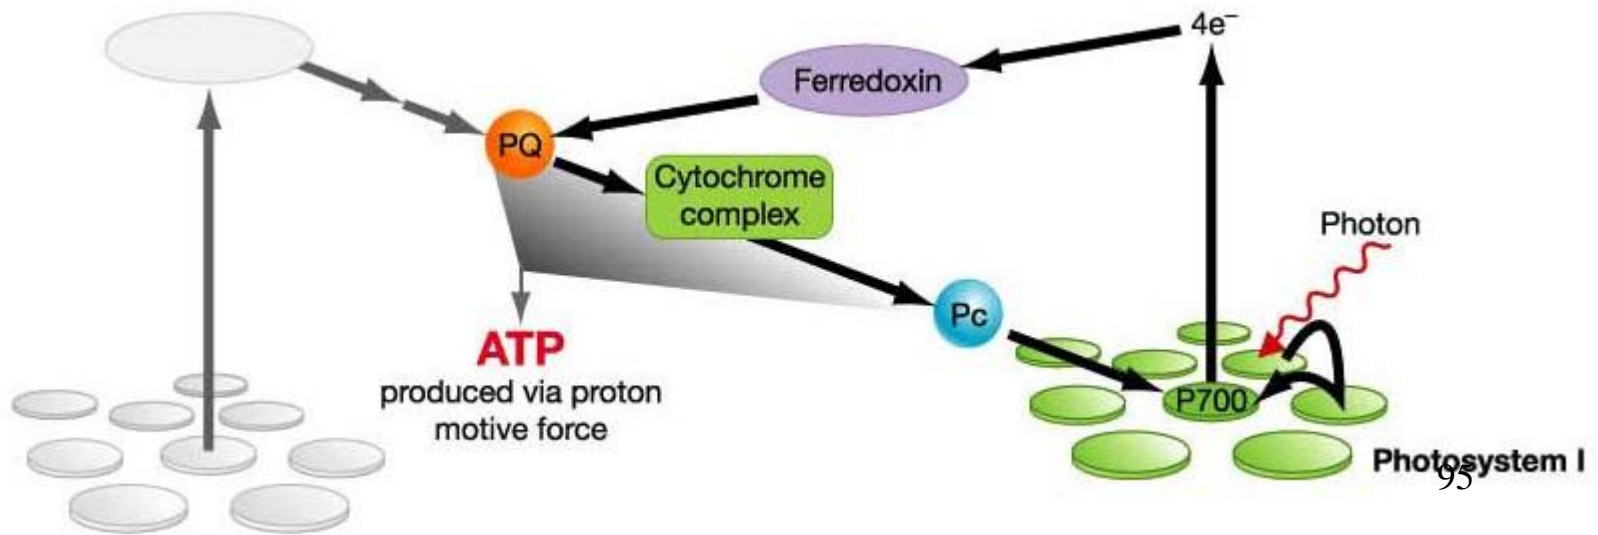 4e⁻
Ferredoxin
PQ
Cytochrome
complex
Photon
Pc
ATP
produced via proton
motive force
P700
Photosystem I
95